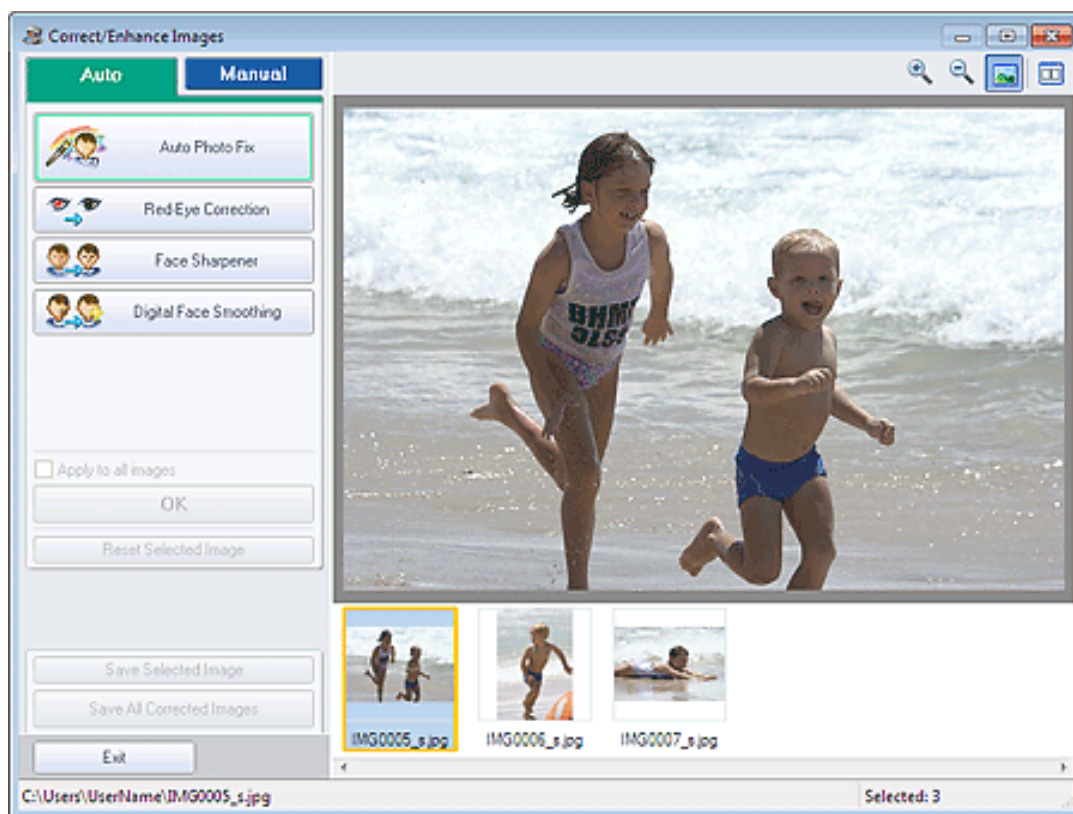 Correct/Enhance Images
Auto
Manual
Auto Photo Fix
Red-Eye Correction
Face Sharpener
Digital Face Smoothing
Apply to all images
OK
Reset Selected Image
Save Selected Image
Save All Corrected Images
Exit
BHM
IMG0005_s.jpg
IMG0006_s.jpg
IMG0007_s.jpg
C:\Users\UserName\IMG0005_s.jpg
Selected: 3